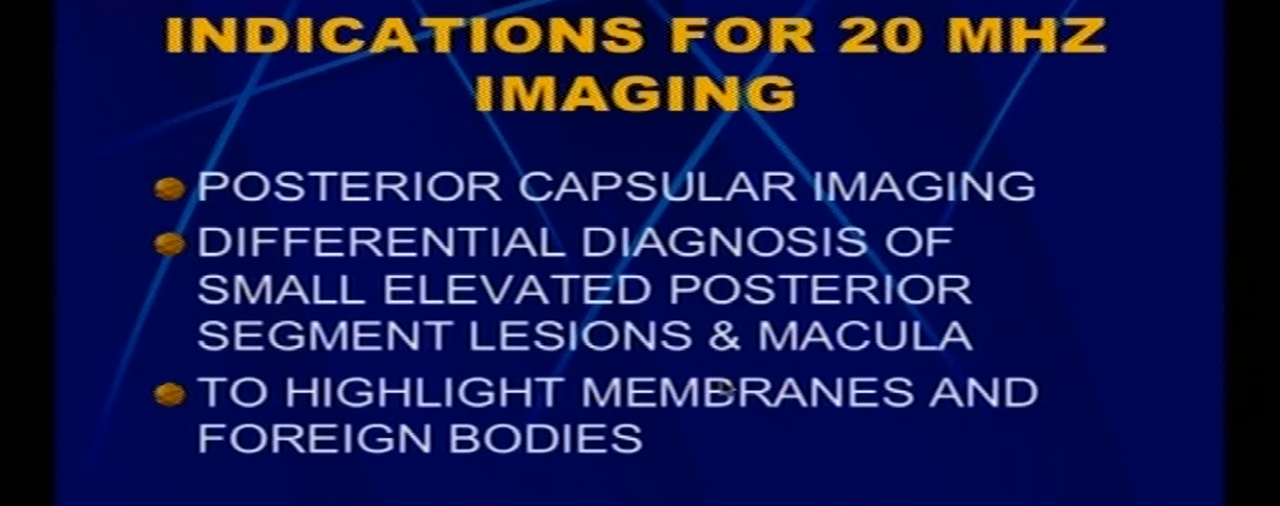 INDICATIONS FOR 20 MHZ
IMAGING
POSTERIOR CAPSULAR IMAGING
DIFFERENTIAL DIAGNOSIS OF
SMALL ELEVATED POSTERIOR
SEGMENT LESIONS & MACULA
TO HIGHLIGHT MEMBRANES AND
FOREIGN BODIES